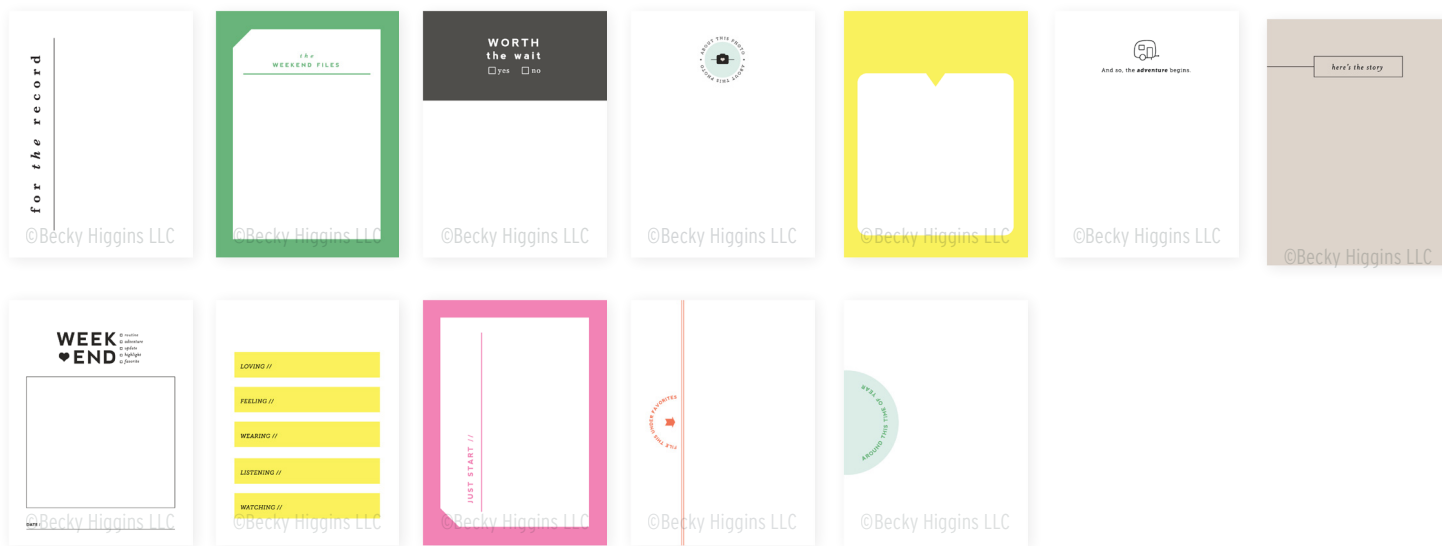 for the record
©Becky Higgins LLC
the
WEEKEND FILES
©Becky Higgins LLC
WORTH
the wait
yes no
©Becky Higgins LLC
ABOUT THIS PHOTO • ABOUT THIS PHOTO •
©Becky Higgins LLC
©Becky Higgins LLC
And so, the adventure begins.
©Becky Higgins LLC
here's the story
©Becky Higgins LLC
WEEK
END
routine
adventure
update
highlight
favorite
DATE /
©Becky Higgins LLC
LOVING //
FEELING //
WEARING //
LISTENING //
WATCHING //
©Becky Higgins LLC
JUST START //
©Becky Higgins LLC
FILE THIS UNDER FAVORITES
©Becky Higgins LLC
AROUND THIS TIME OF YEAR
©Becky Higgins LLC